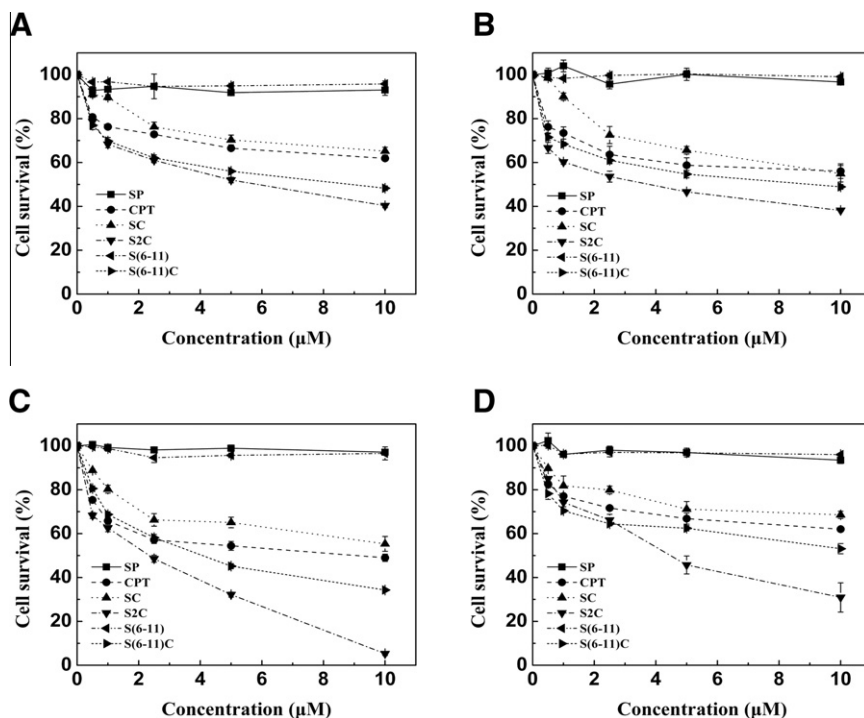 A
Cell survival (%)
100
80
60
40
20
0
SP
CPT
SC
S2C
S(6-11)
S(6-11)C
0 2 4 6 8 10
Concentration (µM)
B
Cell survival (%)
100
80
60
40
20
0
SP
CPT
SC
S2C
S(6-11)
S(6-11)C
0 2 4 6 8 10
Concentration (µM)
C
Cell survival (%)
100
80
60
40
20
0
SP
CPT
SC
S2C
S(6-11)
S(6-11)C
0 2 4 6 8 10
Concentration (µM)
D
Cell survival (%)
100
80
60
40
20
0
SP
CPT
SC
S2C
S(6-11)
S(6-11)C
0 2 4 6 8 10
Concentration (µM)